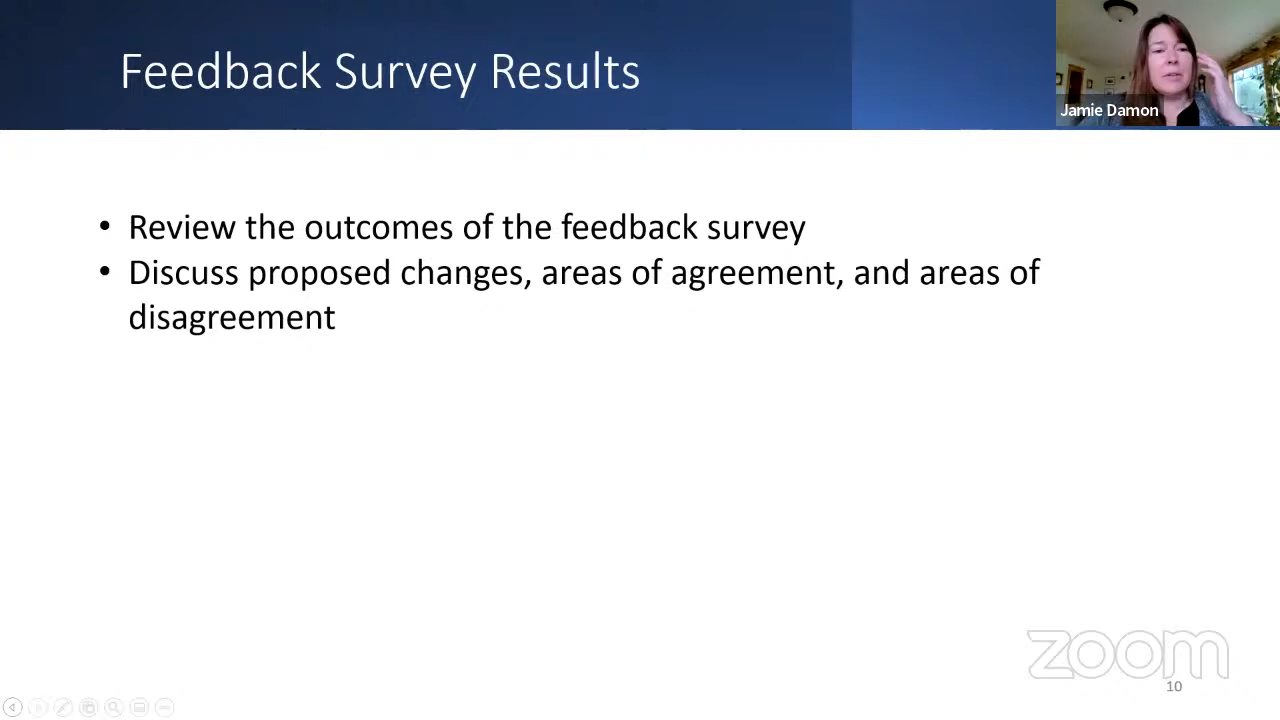 Feedback Survey Results
Jamie Damon
• Review the outcomes of the feedback survey
• Discuss proposed changes, areas of agreement, and areas of
disagreement
zoom
10